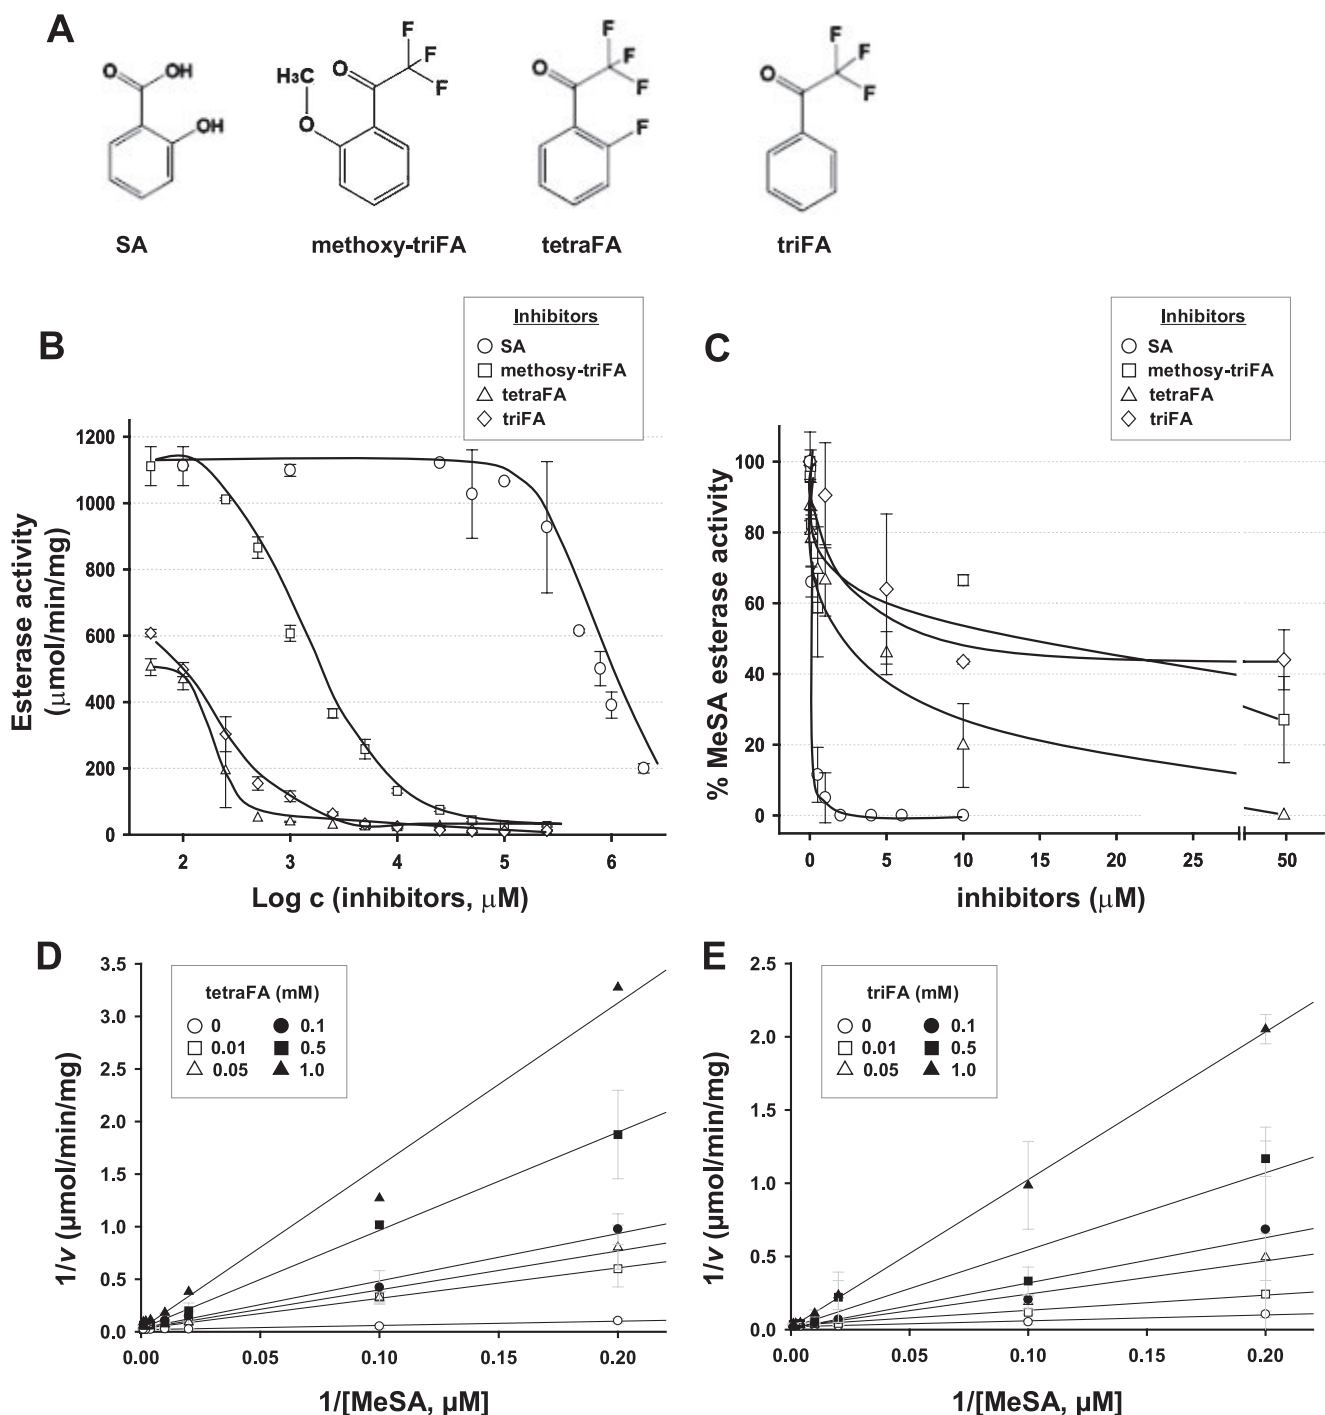 A
O
OH
OH
SA
F
F
F
O
H3C
O
methoxy-triFA
F
F
F
O
F
tetraFA
F
F
F
O
triFA
B
Inhibitors
SA
methosy-triFA
tetraFA
triFA
Esterase activity
(μmol/min/mg)
1200
1000
800
600
400
200
0
2 3 4 5 6
Log c (inhibitors, μM)
C
Inhibitors
SA
methosy-triFA
tetraFA
triFA
% MeSA esterase activity
100
80
60
40
20
0
0 5 10 15 20 25 50
inhibitors (μM)
D
tetraFA (mM)
0 0.1
0.01 0.5
0.05 1.0
1/v (μmol/min/mg)
3.5
3.0
2.5
2.0
1.5
1.0
0.5
0.0
0.00 0.05 0.10 0.15 0.20
1/[MeSA, μM]
E
triFA (mM)
0 0.1
0.01 0.5
0.05 1.0
1/v (μmol/min/mg)
2.5
2.0
1.5
1.0
0.5
0.0
0.00 0.05 0.10 0.15 0.20
1/[MeSA, μM]